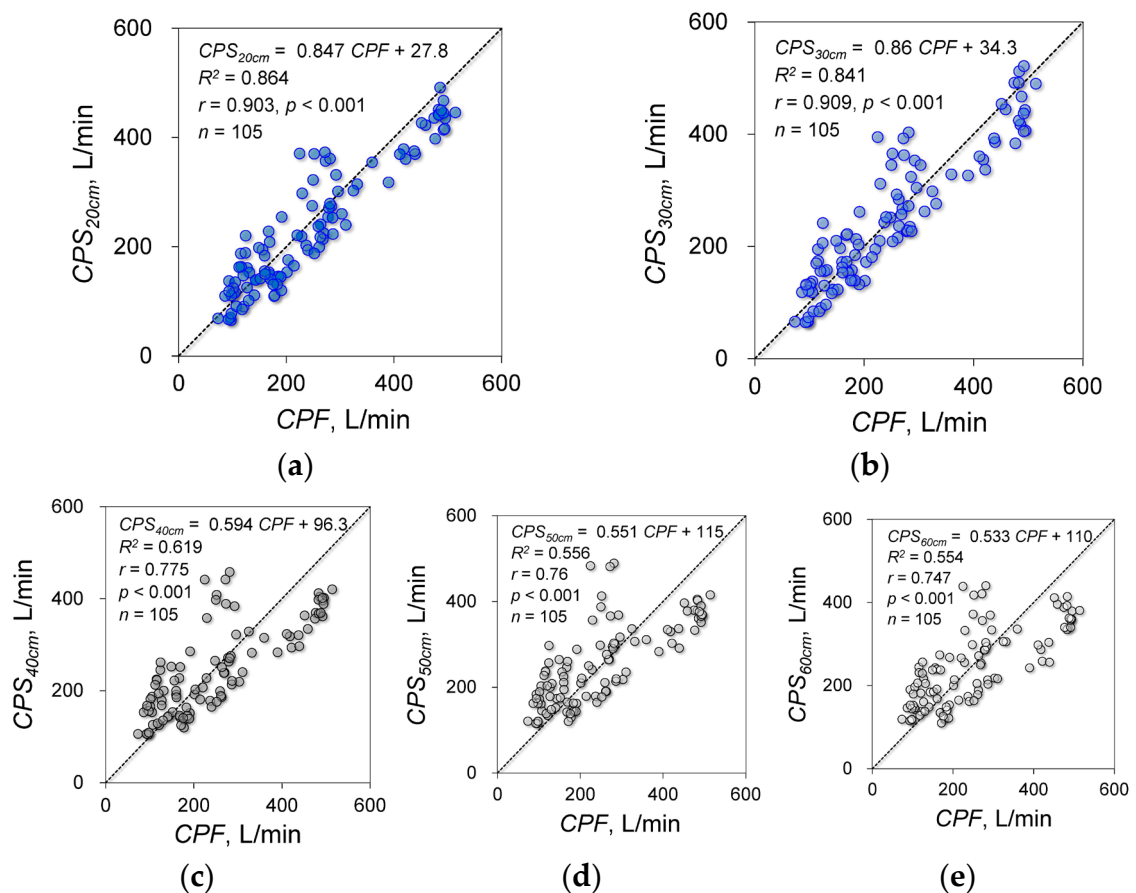 600
CPS20cm = 0.847 CPF + 27.8
R² = 0.864
r = 0.903, p < 0.001
n = 105
400
200
0
0 200 400 600
CPS20cm, L/min
CPF, L/min
(a)
600
CPS30cm = 0.86 CPF + 34.3
R² = 0.841
r = 0.909, p < 0.001
n = 105
400
200
0
0 200 400 600
CPS30cm, L/min
CPF, L/min
(b)
600
CPS40cm = 0.594 CPF + 96.3
R² = 0.619
r = 0.775
p < 0.001
n = 105
400
200
0
0 200 400 600
CPS40cm, L/min
CPF, L/min
(c)
600
CPS50cm = 0.551 CPF + 115.
R² = 0.556
r = 0.76
p < 0.001
n = 105
400
200
0
0 200 400 600
CPS50cm, L/min
CPF, L/min
(d)
600
CPS60cm = 0.533 CPF + 110
R² = 0.554
r = 0.747
p < 0.001
n = 105
400
200
0
0 200 400 600
CPS60cm, L/min
CPF, L/min
(e)